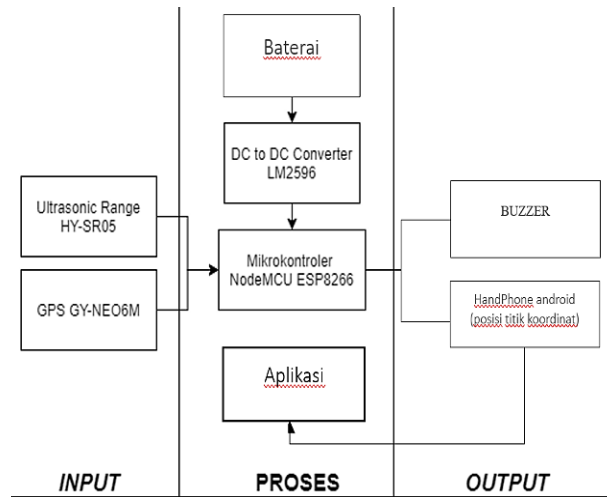 Baterai
DC to DC Converter
LM2596
Ultrasonic Range
HY-SR05
Mikrokontroler
NodeMCU ESP8266
GPS GY-NEO6M
BUZZER
HandPhone android
(posisi titik koordinat)
Aplikasi
INPUT
PROSES
OUTPUT